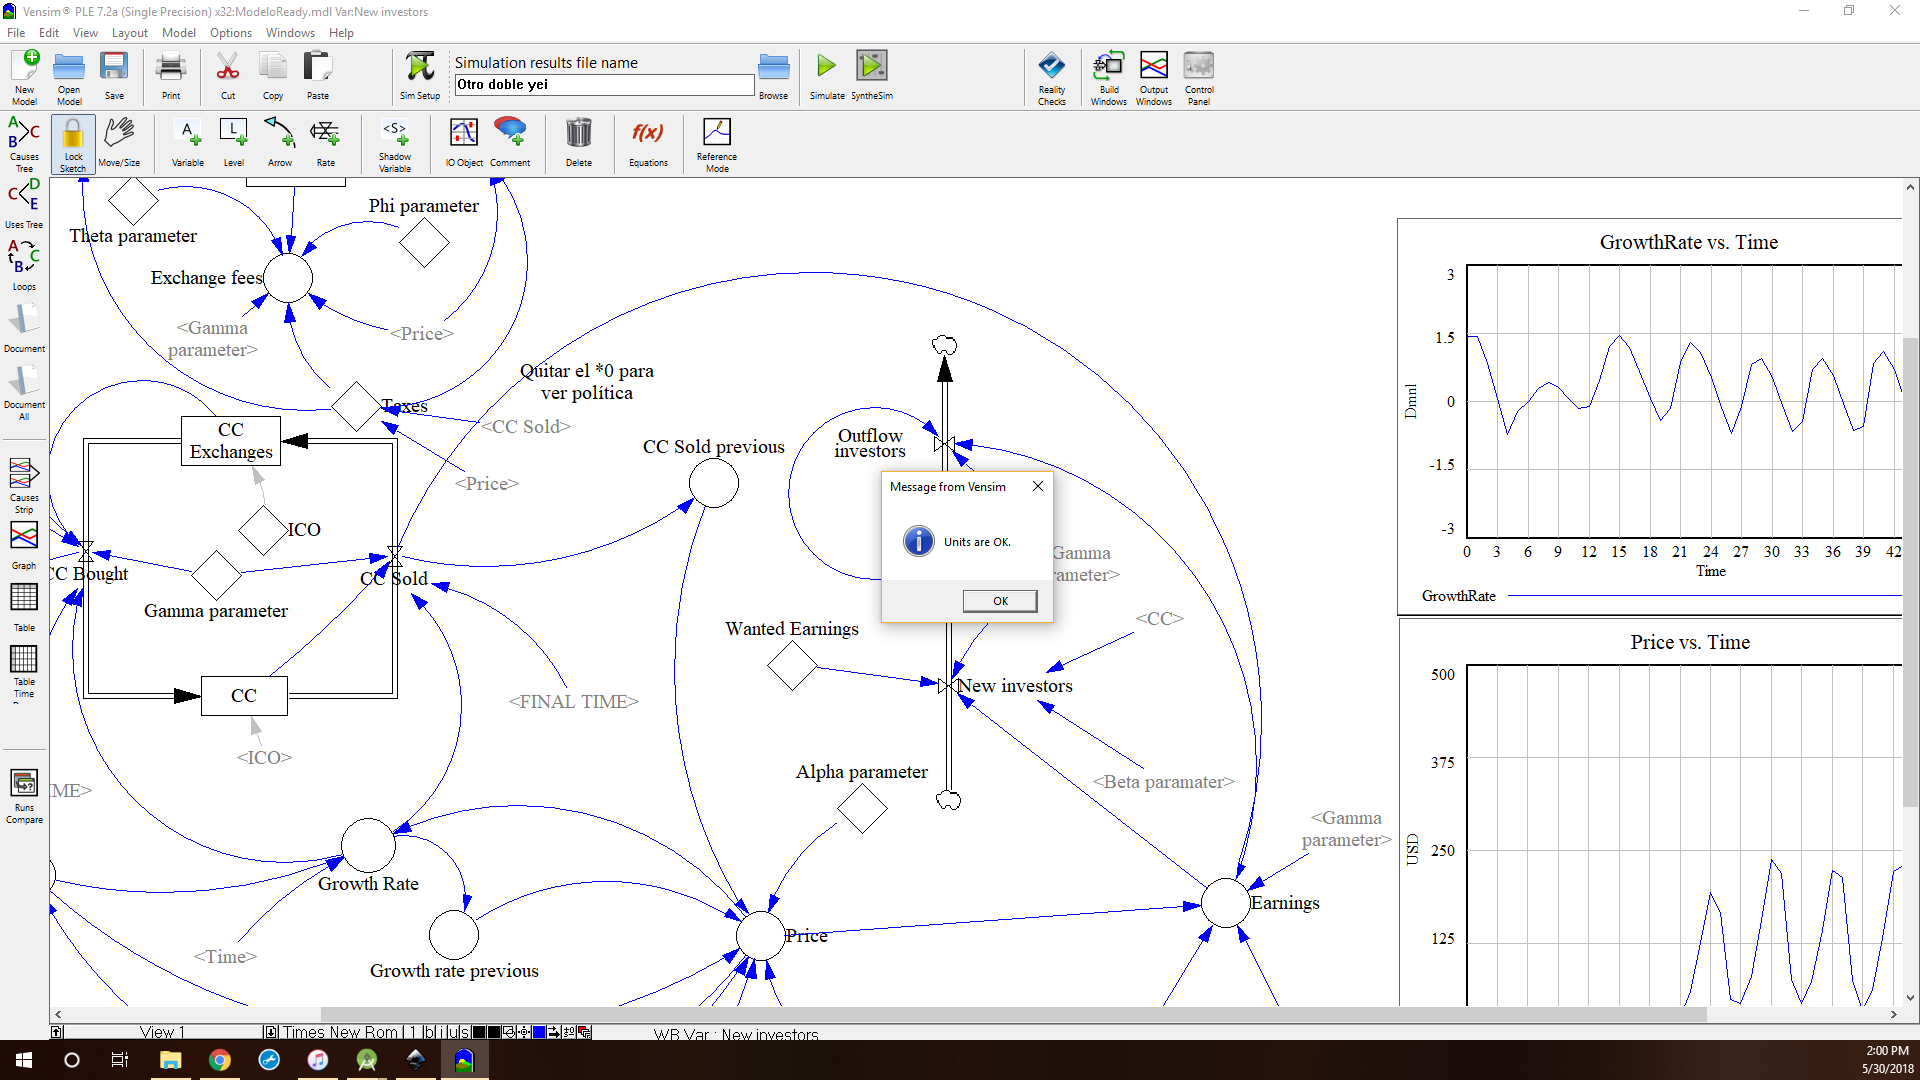 Vensim® PLE 7.2a (Single Precision) x32:ModeloReady.mdl Var:New investors
File Edit View Layout Model Options Windows Help
Simulation results file name
Otro doble yei
New
Model
Open
Model
Save
Print
Cut
Copy
Paste
Sim Setup
Browse
Simulate
SyntheSim
Reality
Checks
Build
Windows
Output
Windows
Control
Panel
Causes
Tree
Lock
Sketch
Move/Size
Variable
Level
Arrow
Rate
Shadow
Variable
IO Object
Comment
Delete
f(x)
Equations
Reference
Mode
Uses Tree
Loops
Document
Document
All
Causes
Strip
Graph
Table
Table
Time
Runs
Compare
Theta parameter
Phi parameter
Exchange fees
<Gamma
parameter>
<Price>
Quitar el *0 para
ver política
Taxes
<CC Sold>
<Price>
CC
Exchanges
ICO
CC Bought
CC Sold
Gamma parameter
CC
<ICO>
<FINAL TIME>
IME>
CC Sold previous
Outflow
investors
Message from Vensim
Units are OK.
OK
Gamma
rameter>
<CC>
Wanted Earnings
New investors
Alpha parameter
<Beta paramater>
<Gamma
parameter>
Growth Rate
Growth rate previous
<Time>
Price
Earnings
GrowthRate vs. Time
3
1.5
0
-1.5
-3
Dmnl
0 3 6 9 12 15 18 21 24 27 30 33 36 39 42
Time
GrowthRate
Price vs. Time
500
375
250
125
USD
View 1
Times New Rom | 1 |b| i |u|s
WB Var : New investors
2:00 PM
5/30/2018